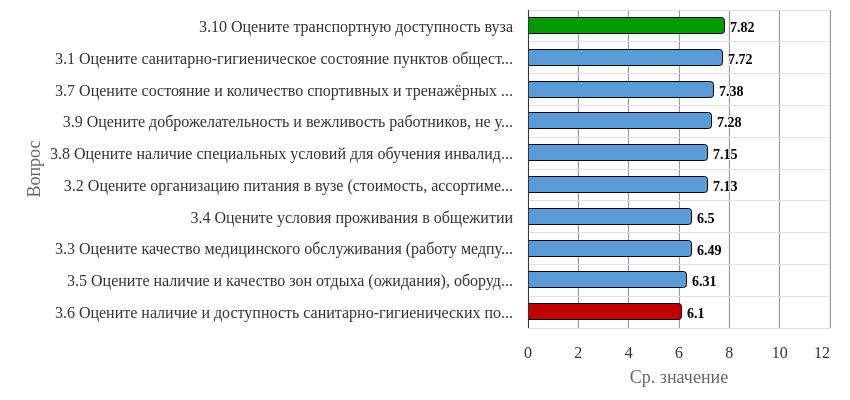 3.10 Оцените транспортную доступность вуза 7.82
3.1 Оцените санитарно-гигиеническое состояние пунктов общест... 7.72
3.7 Оцените состояние и количество спортивных и тренажёрных ... 7.38
3.9 Оцените доброжелательность и вежливость работников, не у... 7.28
3.8 Оцените наличие специальных условий для обучения инвалид... 7.15
3.2 Оцените организацию питания в вузе (стоимость, ассортиме... 7.13
3.4 Оцените условия проживания в общежитии 6.5
3.3 Оцените качество медицинского обслуживания (работу медпу... 6.49
3.5 Оцените наличие и качество зон отдыха (ожидания), оборуд... 6.31
3.6 Оцените наличие и доступность санитарно-гигиенических по... 6.1
Вопрос
0 2 4 6 8 10 12
Ср. значение